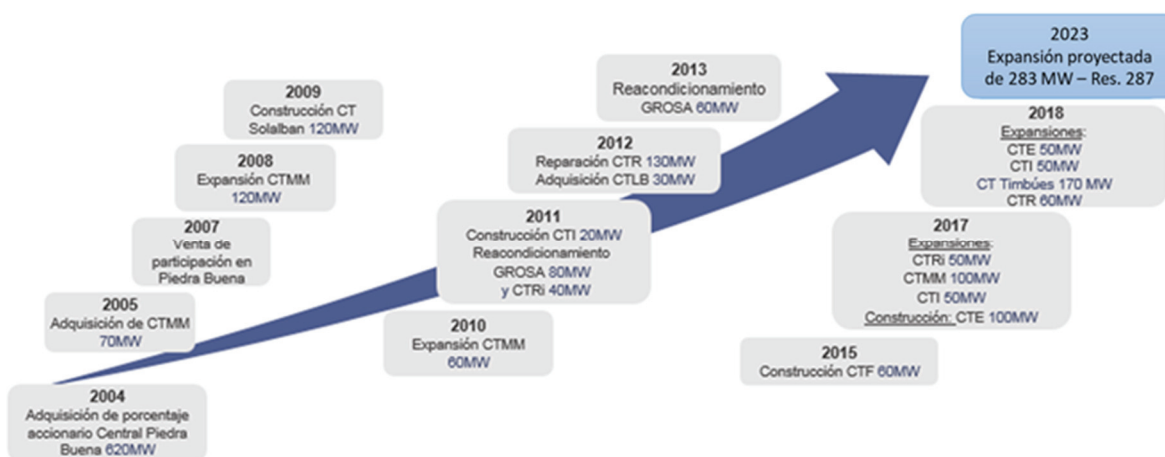 2004
Adquisición de porcentaje
accionario Central Piedra
Buena 620MW
2005
Adquisición de CTMM
70MW
2007
Venta de
participación en
Piedra Buena
2008
Expansión CTMM
120MW
2009
Construcción CT
Solalban 120MW
2010
Expansión CTMM
60MW
2011
Construcción CTI 20MW
Reacondicionamiento
GROSA 80MW
y CTRi 40MW
2012
Reparación CTR 130MW
Adquisición CTLB 30MW
2013
Reacondicionamiento
GROSA 60MW
2015
Construcción CTF 60MW
2017
Expansiones:
CTRi 50MW
CTMM 100MW
CTI 50MW
Construcción: CTE 100MW
2018
Expansiones:
CTE 50MW
CTI 50MW
CT Timbúes 170 MW
CTR 60MW
2023
Expansión proyectada
de 283 MW – Res. 287